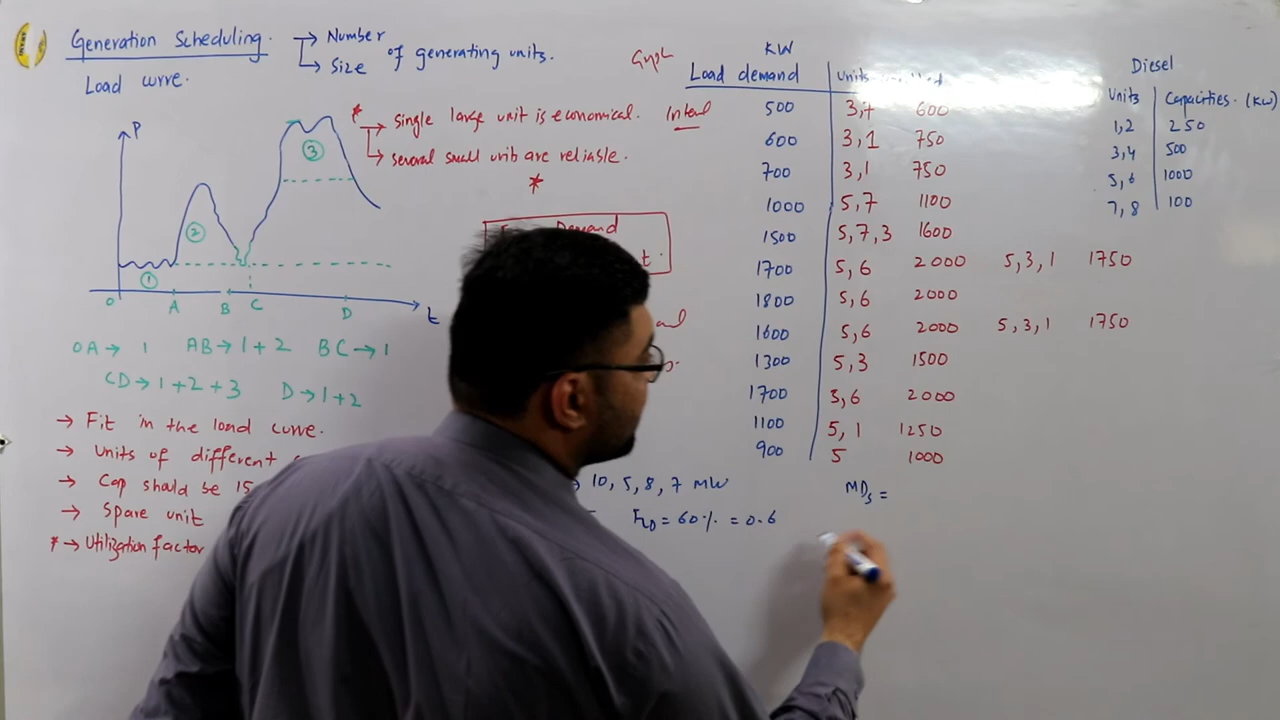 Generation Scheduling. → Number
↳ Size of generating units.
Load curve.
* → single large unit is economical.
↳ several small units are reliable.
*
P
③
②
①
0 A B C D t
OA → 1 AB → 1 + 2 BC → 1
CD → 1 + 2 + 3 D → 1 + 2
→ Fit in the load curve.
→ Units of different
→ Cap should be 15
→ Spare unit
* → Utilization factor
Demand
10, 5, 8, 7 MW
= 60% = 0.6
KW
Load demand Units
500 3,7 600
600 3,1 750
700 3,1 750
1000 5,7 1100
1500 5,7,3 1600
1700 5,6 2000 5,3,1 1750
1800 5,6 2000
1600 5,6 2000 5,3,1 1750
1300 5,3 1500
1700 5,6 2000
1100 5,1 1250
900 5 1000
MDs =
Diesel
Units Capacities. (KW)
1,2 250
3,4 500
5,6 1000
7,8 100